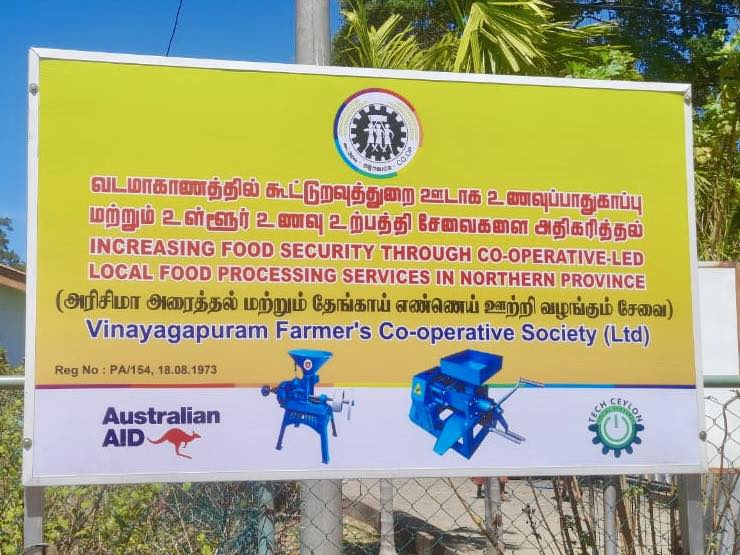 வடமாகாணத்தில் கூட்டுறவுத்துறை ஊடாக உணவுப்பாதுகாப்பு
மற்றும் உள்ளூர் உணவு உற்பத்தி சேவைகளை அதிகரித்தல்
INCREASING FOOD SECURITY THROUGH CO-OPERATIVE-LED
LOCAL FOOD PROCESSING SERVICES IN NORTHERN PROVINCE
(அரிசிமா அரைத்தல் மற்றும் தேங்காய் எண்ணெய் ஊற்றி வழங்கும் சேவை)
Vinayagapuram Farmer's Co-operative Society (Ltd)
Reg No : PA/154, 18.08.1973
Australian
AID
TECH CEYLON